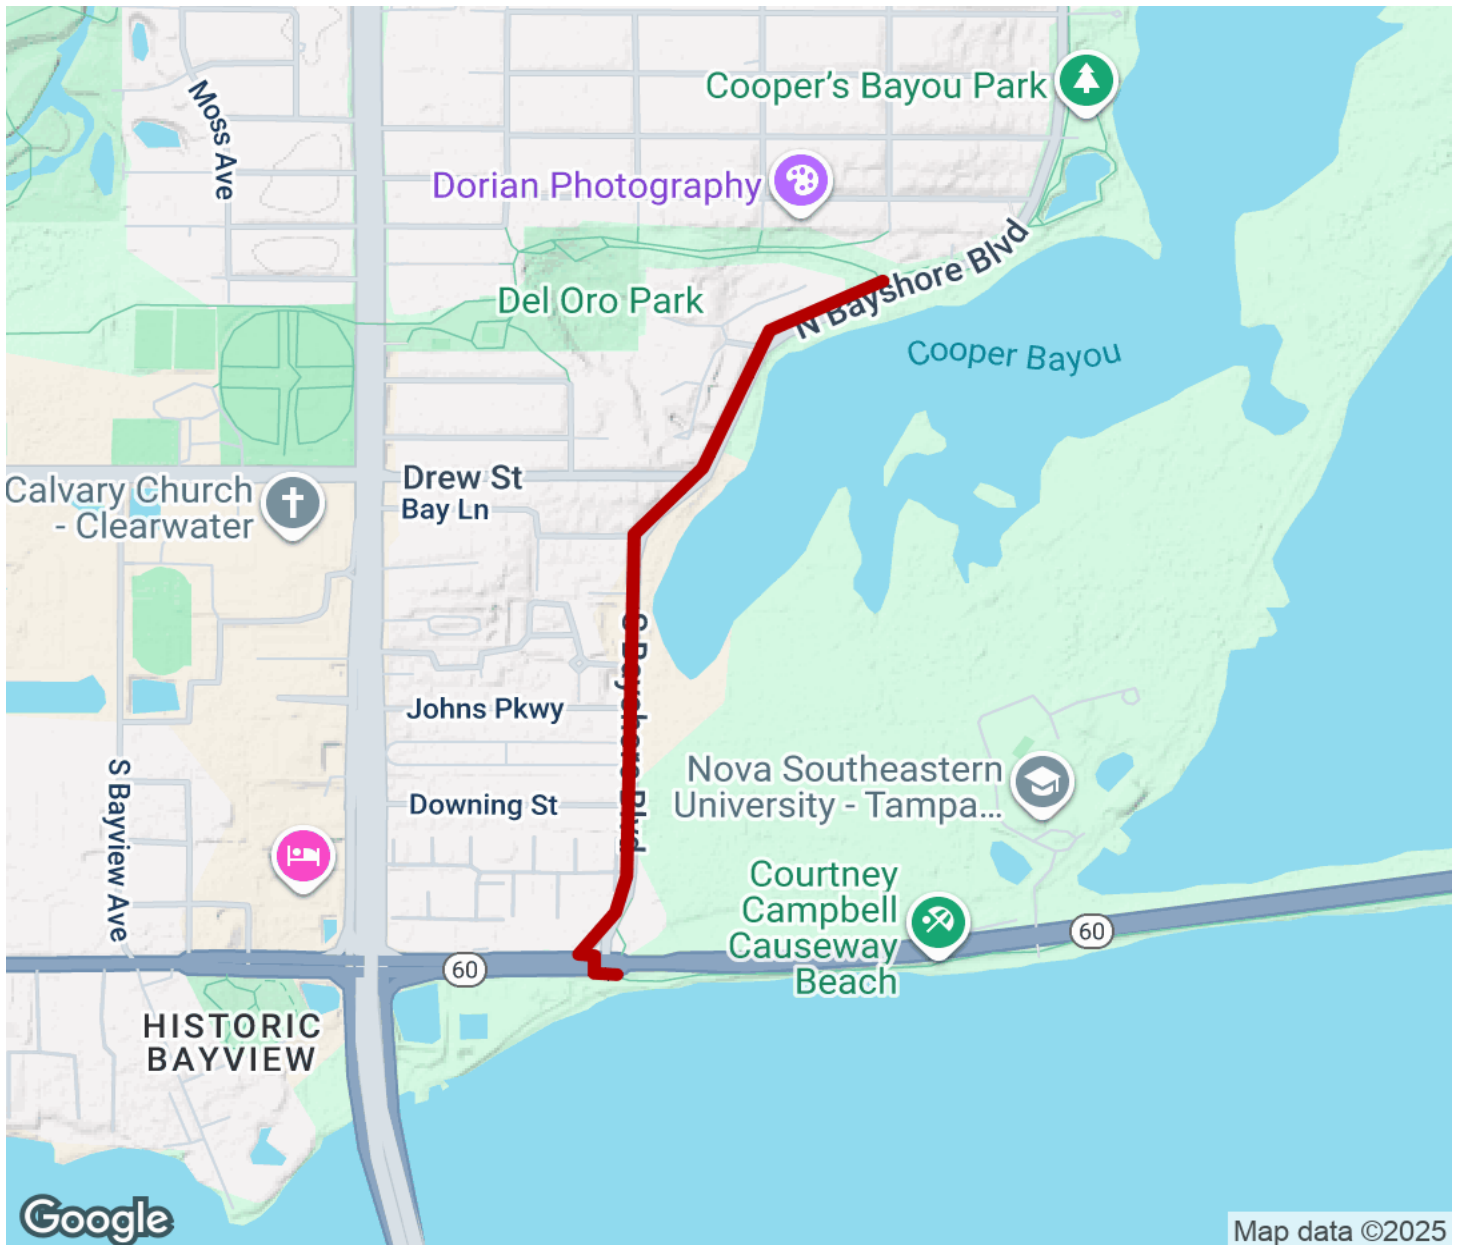 Cooper's Bayou Park
Moss Ave
Dorian Photography
N Bayshore Blvd
Del Oro Park
Cooper Bayou
Drew St
Calvary Church
- Clearwater
Bay Ln
S Bayshore Blvd
Johns Pkwy
S Bayview Ave
Nova Southeastern
University - Tampa...
Downing St
Courtney
Campbell
Causeway
Beach
60
60
HISTORIC
BAYVIEW
Google
Map data ©2025